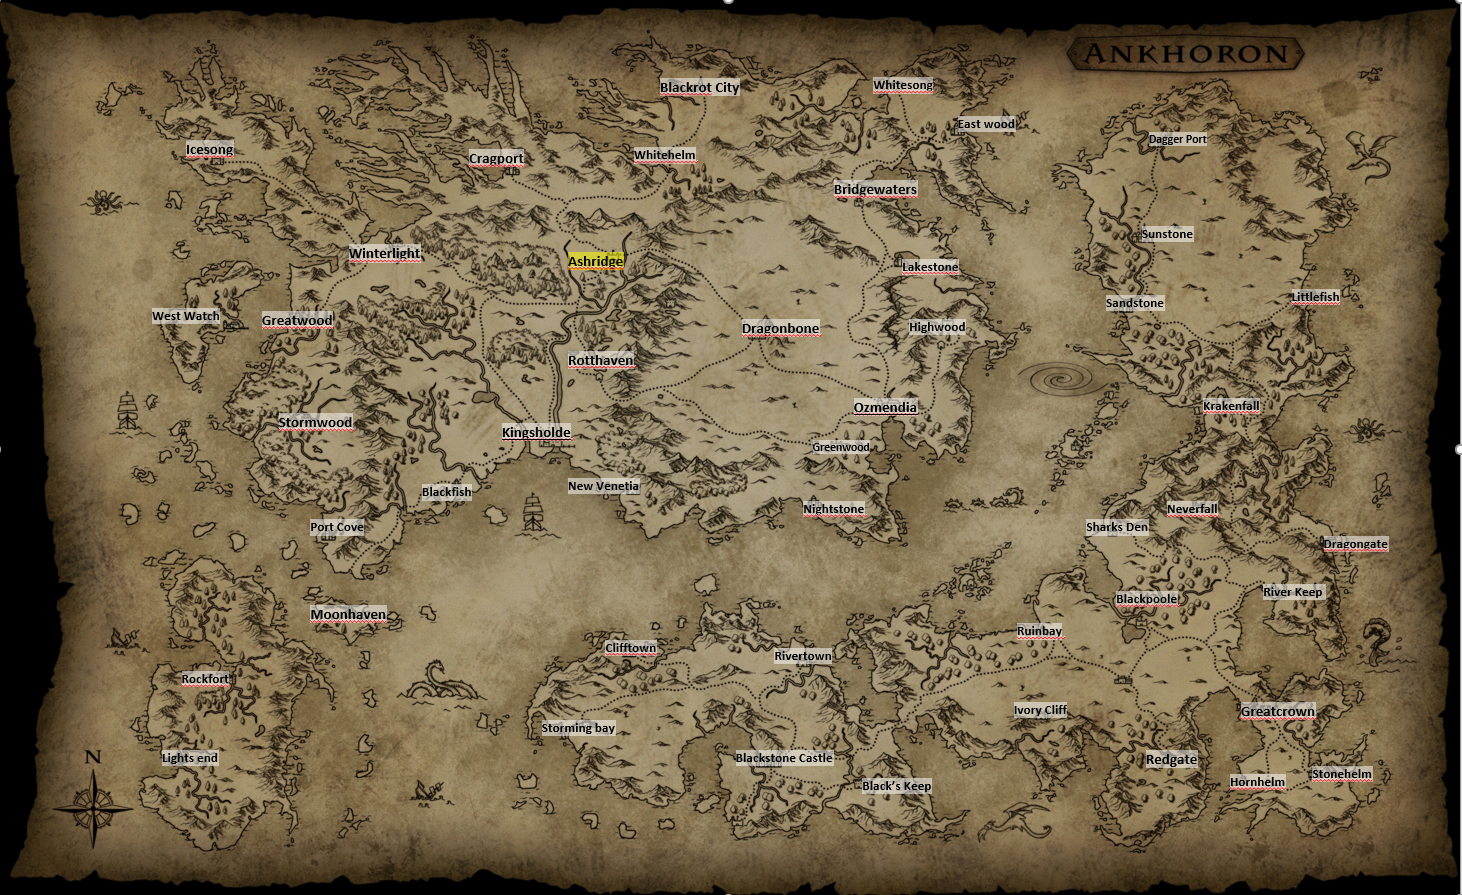 ANKHORON
Blackrot City
Whitesong
East wood
Dagger Port
Icesong
Cragport
Whitehelm
Bridgewaters
Sunstone
Winterlight
Ashridge
Lakestone
Sandstone
Littlefish
West Watch
Greatwood
Dragonbone
Highwood
Rotthaven
Ozmendia
Krakenfall
Stormwood
Kingsholde
Greenwood
Blackfish
New Venetia
Nightstone
Neverfall
Port Cove
Sharks Den
Dragongate
Moonhaven
Blackpoole
River Keep
Clifftown
Rivertown
Ruinbay
Rockfort
Storming bay
Ivory Cliff
Greatcrown
N
Lights end
Blackstone Castle
Black's Keep
Redgate
Hornhelm
Stonehelm